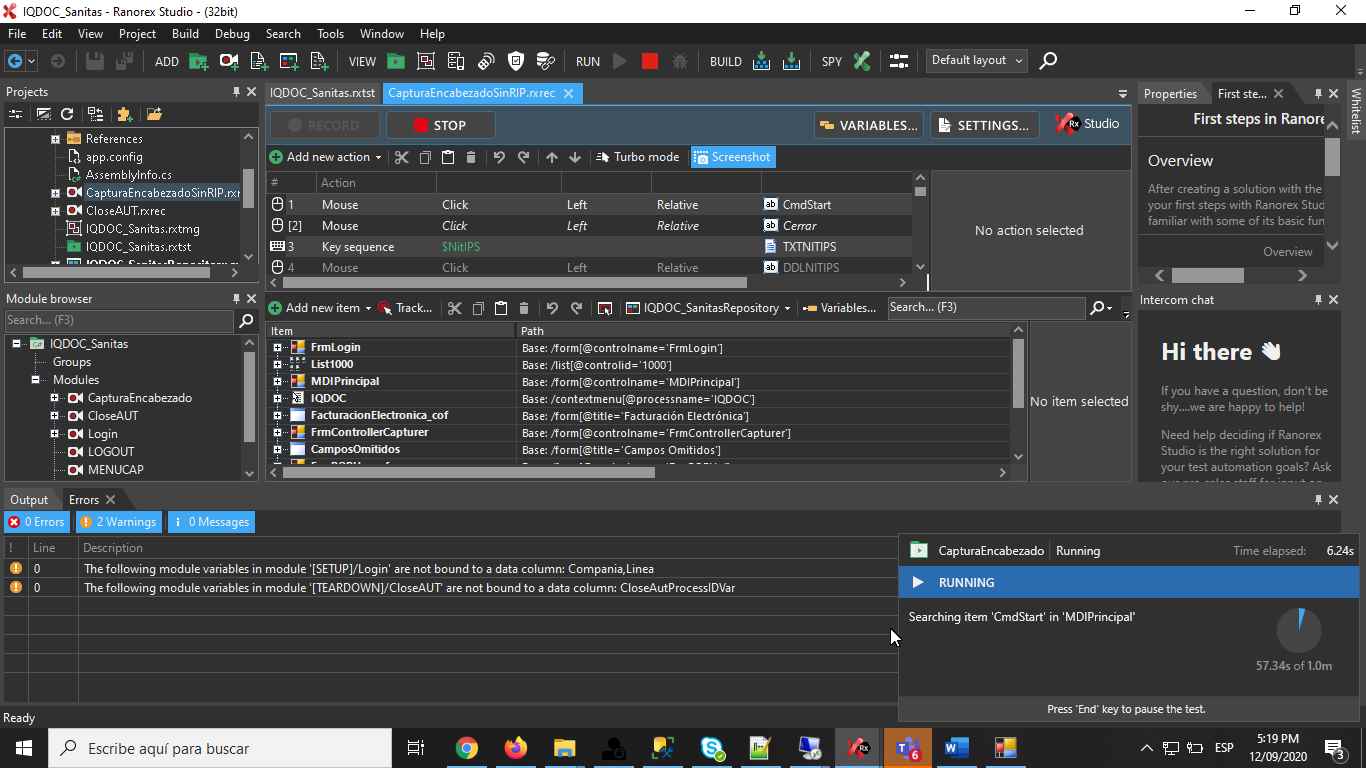 IQDOC_Sanitas - Ranorex Studio - (32bit)
File Edit View Project Build Debug Search Tools Window Help
ADD VIEW RUN BUILD SPY Default layout
Projects
References
app.config
AssemblyInfo.cs
CapturaEncabezadoSinRIP.rxr
CloseAUT.rxrec
IQDOC_Sanitas.rxtmg
IQDOC_Sanitas.rxtst
IQDOC_Sanitas.rxtst CapturaEncabezadoSinRIP.rxrec
RECORD STOP VARIABLES... SETTINGS... Rx Studio
Add new action Turbo mode Screenshot
# Action
1 Mouse Click Left Relative CmdStart
[2] Mouse Click Left Relative Cerrar
3 Key sequence $NitIPS TXTNITIPS
4 Mouse Click Left Relative DDLNITIPS
No action selected
Properties First ste...
First steps in Ranore
Overview
After creating a solution with the
your first steps with Ranorex Stud
familiar with some of its basic fun
Overview
Whitelist
Module browser
Search... (F3)
IQDOC_Sanitas
Groups
Modules
CapturaEncabezado
CloseAUT
Login
LOGOUT
MENUCAP
Add new item Track... IQDOC_SanitasRepository Variables... Search... (F3)
Item Path
FrmLogin Base: /form[@controlname='FrmLogin']
List1000 Base: /list[@controlid='1000']
MDIPrincipal Base: /form[@controlname='MDIPrincipal']
IQDOC Base: /contextmenu[@processname='IQDOC']
FacturacionElectronica_cof Base: /form[@title='Facturación Electrónica']
FrmControllerCapturer Base: /form[@controlname='FrmControllerCapturer']
CamposOmitidos Base: /form[@title='Campos Omitidos']
No item selected
Intercom chat
Hi there 👋
If you have a question, don't be
shy....we are happy to help!
Need help deciding if Ranorex
Studio is the right solution for
your test automation goals? Ask
Output Errors
0 Errors 2 Warnings 0 Messages
! Line Description
0 The following module variables in module '[SETUP]/Login' are not bound to a data column: Compania,Linea
0 The following module variables in module '[TEARDOWN]/CloseAUT' are not bound to a data column: CloseAutProcessIDVar
CapturaEncabezado Running Time elapsed: 6.24s
RUNNING
Searching item 'CmdStart' in 'MDIPrincipal'
57.34s of 1.0m
Press 'End' key to pause the test.
Ready
Escribe aquí para buscar
6
ESP
5:19 PM
12/09/2020
3